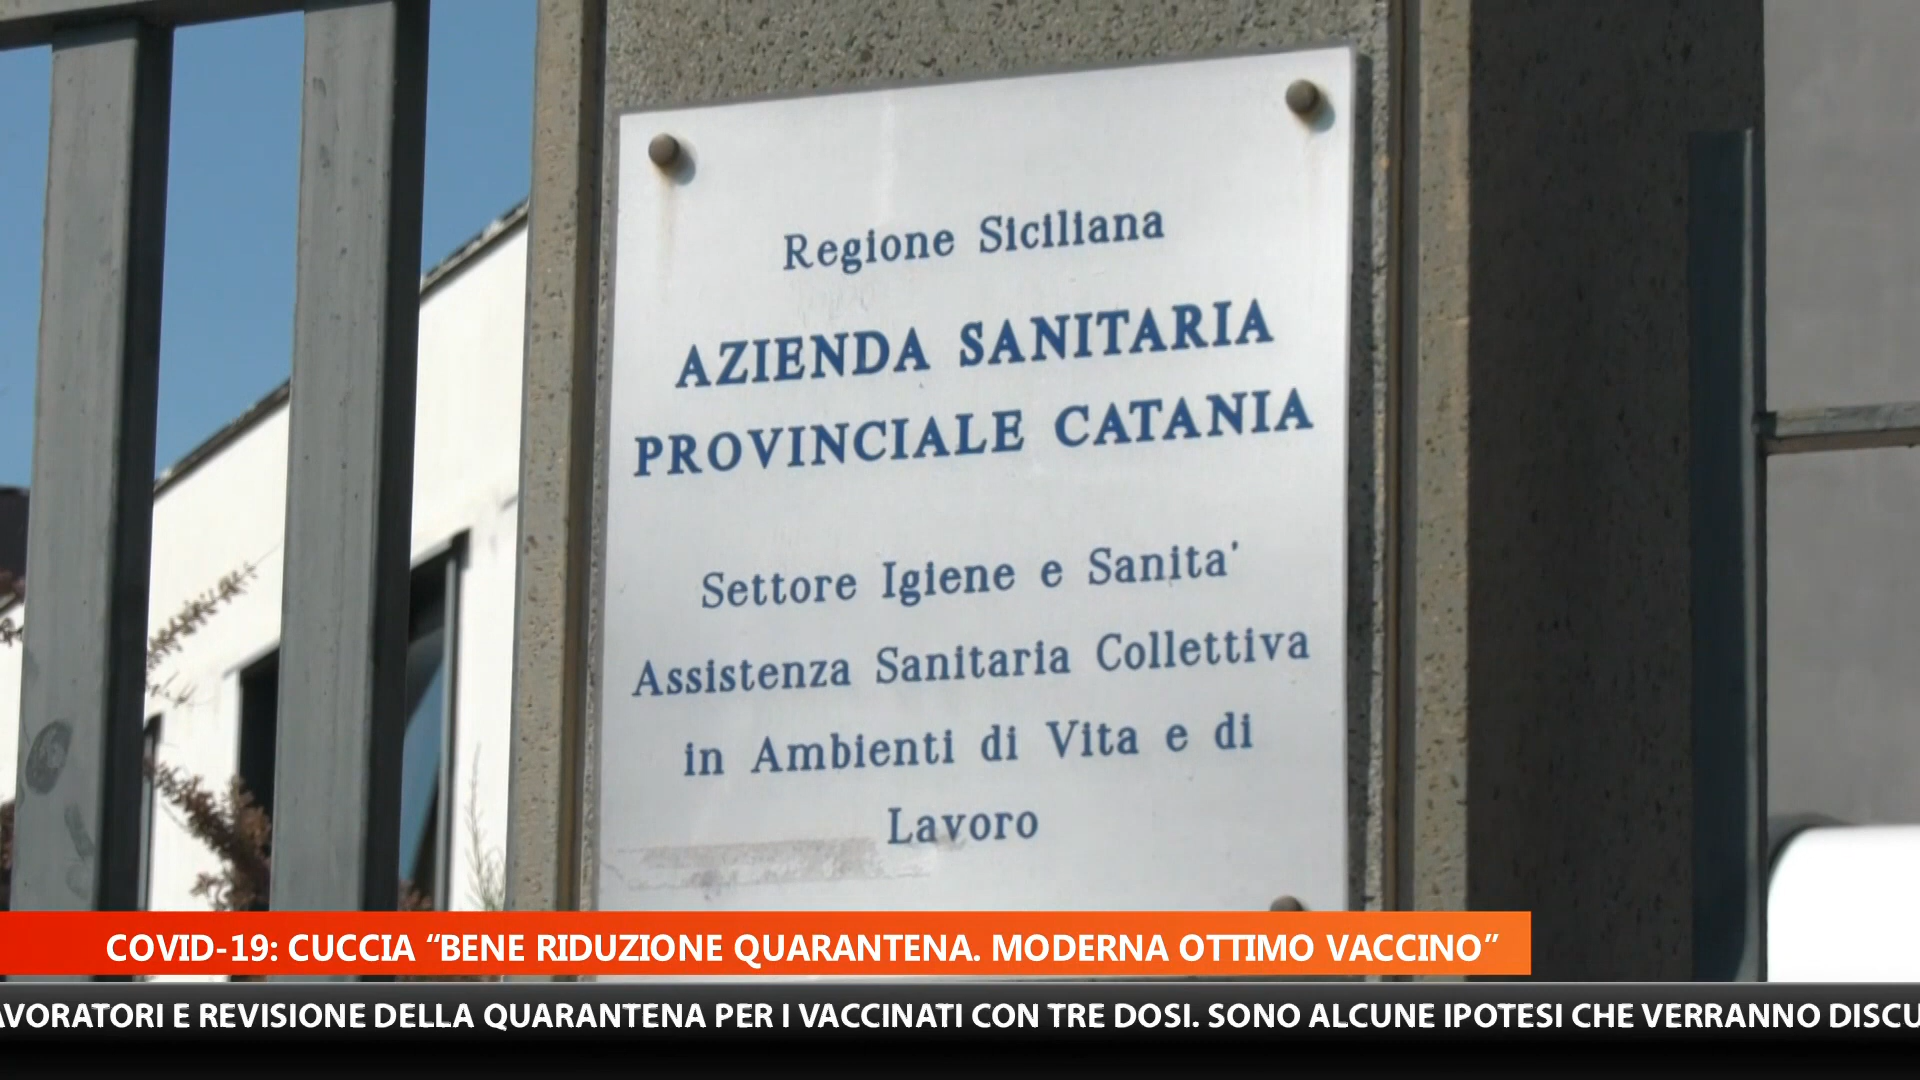 Regione Siciliana
AZIENDA SANITARIA
PROVINCIALE CATANIA
Settore Igiene e Sanita'
Assistenza Sanitaria Collettiva
in Ambienti di Vita e di
Lavoro
COVID-19: CUCCIA “BENE RIDUZIONE QUARANTENA. MODERNA OTTIMO VACCINO”
AVORATORI E REVISIONE DELLA QUARANTENA PER I VACCINATI CON TRE DOSI. SONO ALCUNE IPOTESI CHE VERRANNO DISCU